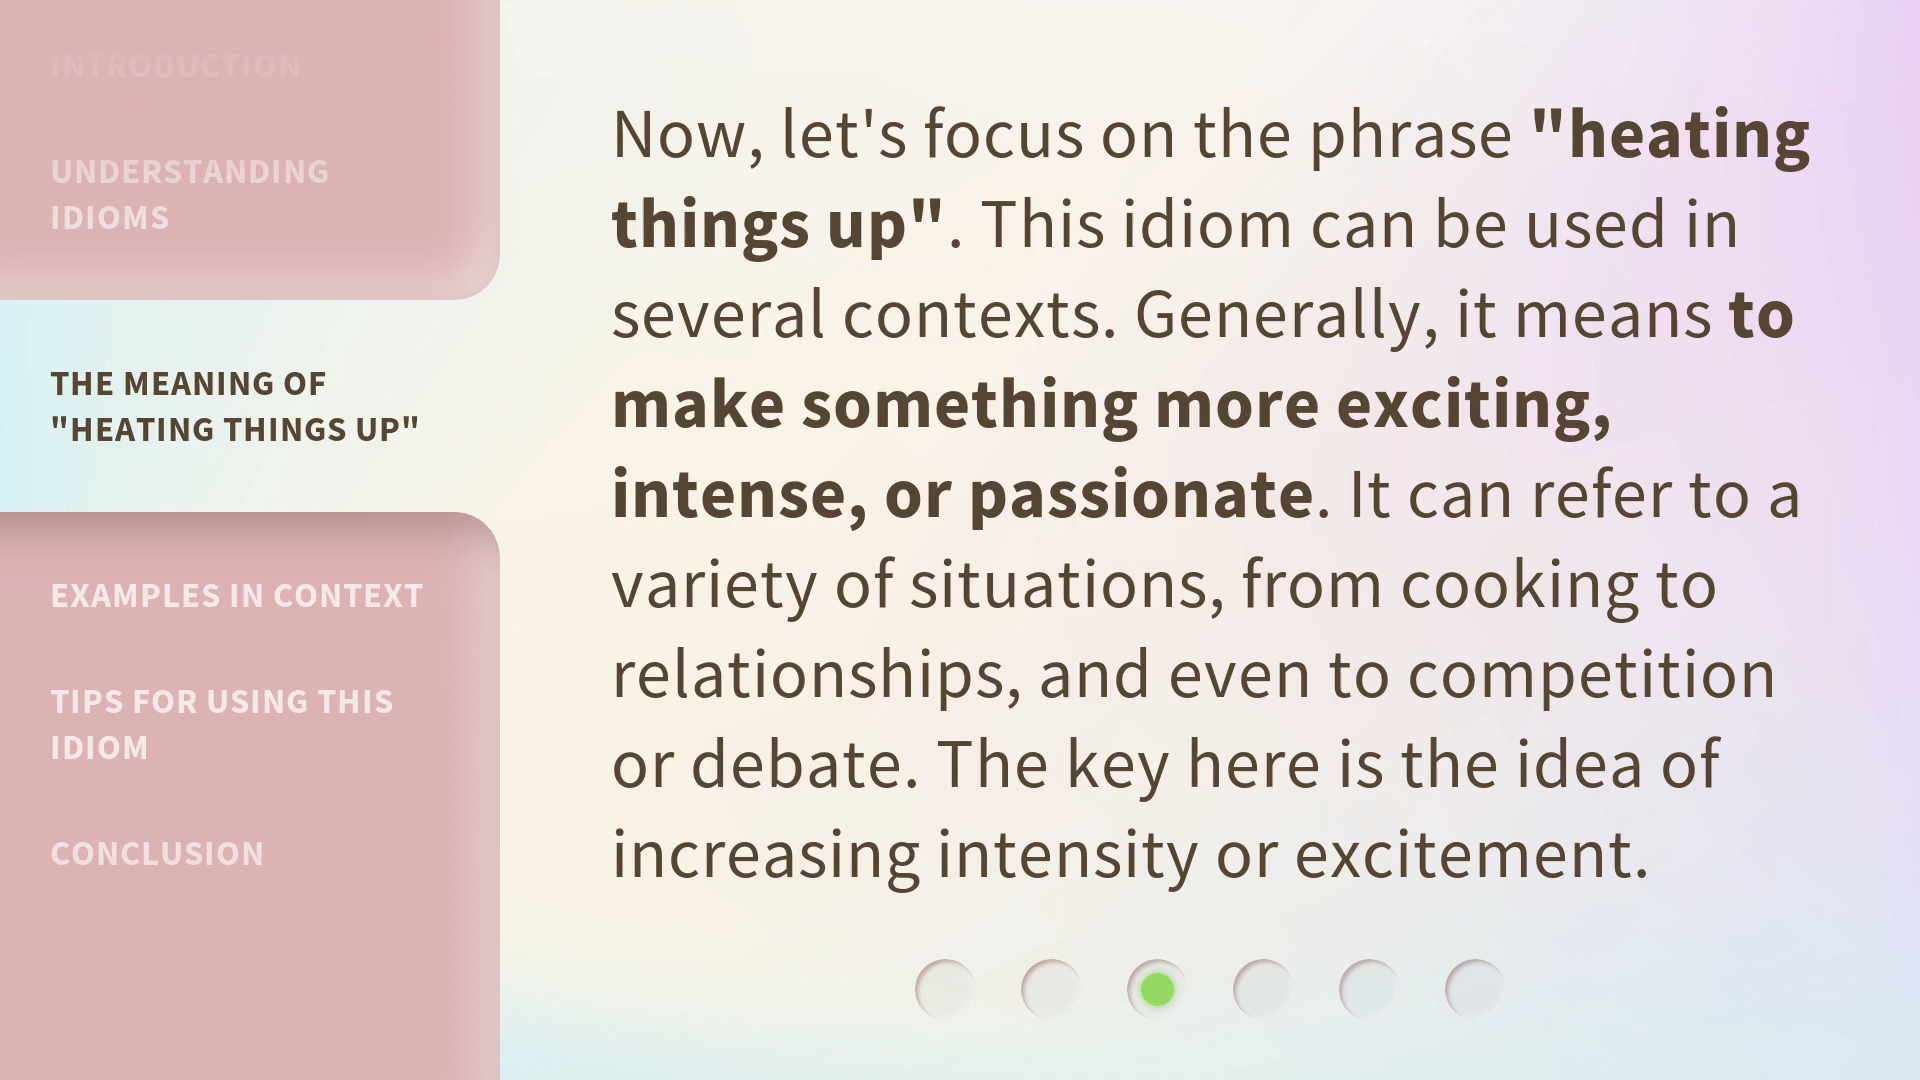 INTRODUCTION
UNDERSTANDING
IDIOMS
THE MEANING OF
"HEATING THINGS UP"
EXAMPLES IN CONTEXT
TIPS FOR USING THIS
IDIOM
CONCLUSION
Now, let's focus on the phrase "heating
things up". This idiom can be used in
several contexts. Generally, it means to
make something more exciting,
intense, or passionate. It can refer to a
variety of situations, from cooking to
relationships, and even to competition
or debate. The key here is the idea of
increasing intensity or excitement.